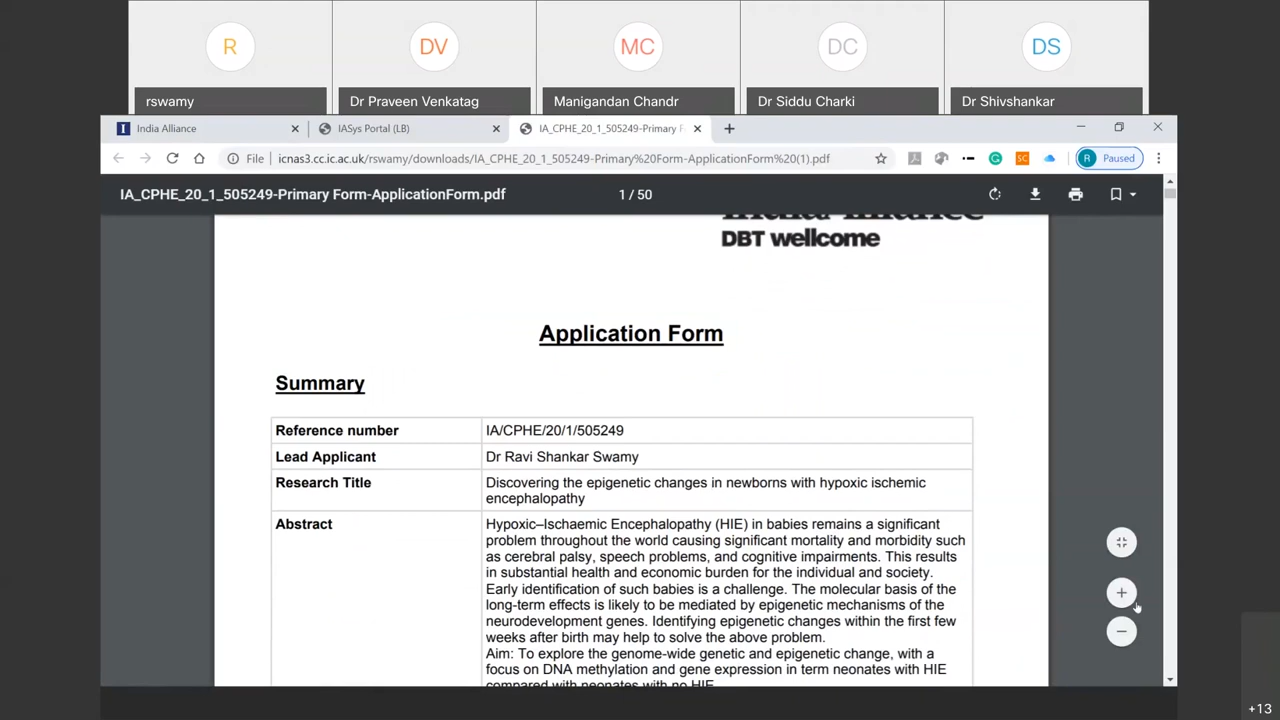 R
DV
MC
DC
DS
rswamy
Dr Praveen Venkatag
Manigandan Chandr
Dr Siddu Charki
Dr Shivshankar
India Alliance
IASys Portal (LB)
IA_CPHE_20_1_505249-Primary F
File
icnas3.cc.ic.ac.uk/rswamy/downloads/IA_CPHE_20_1_505249-Primary%20Form-ApplicationForm%20(1).pdf
SC
R
Paused
IA_CPHE_20_1_505249-Primary Form-ApplicationForm.pdf
1 / 50
India Alliance
DBT wellcome
Application Form
Summary
Reference number
IA/CPHE/20/1/505249
Lead Applicant
Dr Ravi Shankar Swamy
Research Title
Discovering the epigenetic changes in newborns with hypoxic ischemic
encephalopathy
Abstract
Hypoxic–Ischaemic Encephalopathy (HIE) in babies remains a significant
problem throughout the world causing significant mortality and morbidity such
as cerebral palsy, speech problems, and cognitive impairments. This results
in substantial health and economic burden for the individual and society.
Early identification of such babies is a challenge. The molecular basis of the
long-term effects is likely to be mediated by epigenetic mechanisms of the
neurodevelopment genes. Identifying epigenetic changes within the first few
weeks after birth may help to solve the above problem.
Aim: To explore the genome-wide genetic and epigenetic change, with a
focus on DNA methylation and gene expression in term neonates with HIE
compared with neonates with no HIE
+13